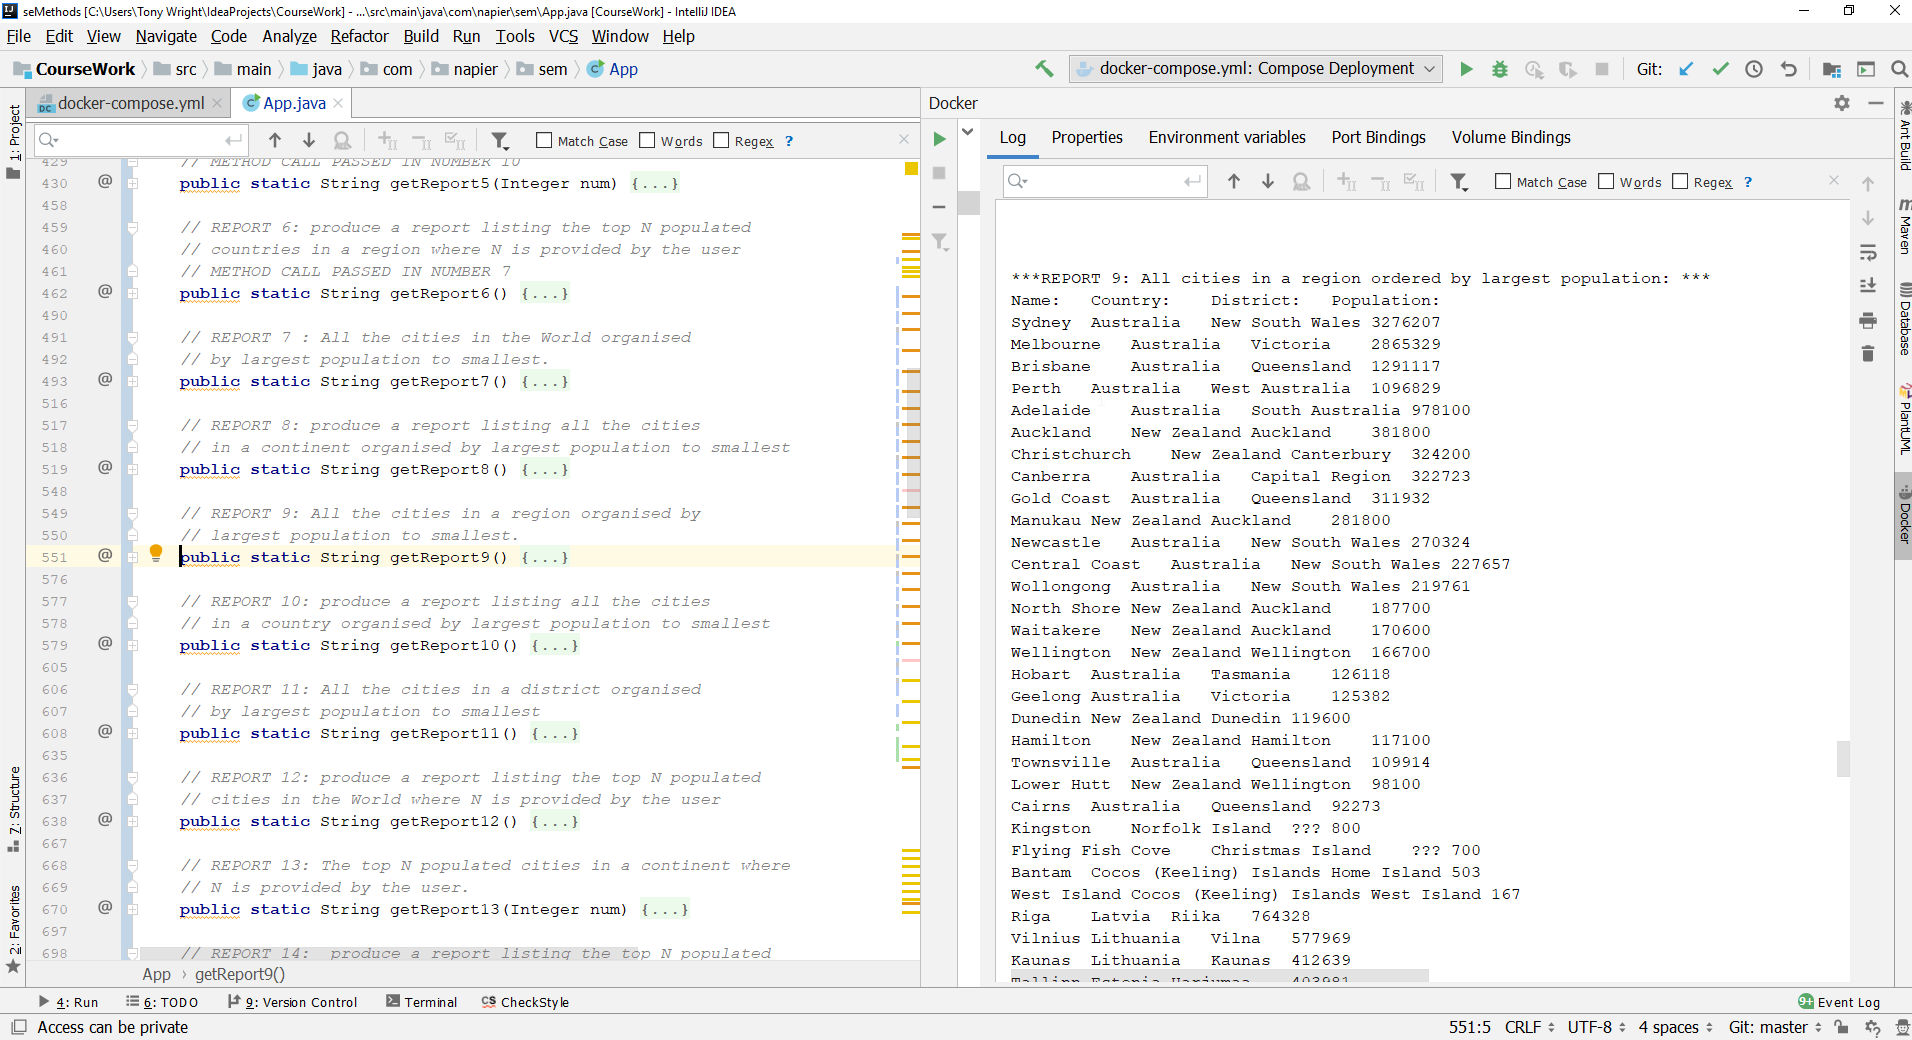 seMethods [C:\Users\Tony Wright\IdeaProjects\CourseWork] - ...\src\main\java\com\napier\sem\App.java [CourseWork] - IntelliJ IDEA
File Edit View Navigate Code Analyze Refactor Build Run Tools VCS Window Help
CourseWork src main java com napier sem App docker-compose.yml: Compose Deployment Git:
docker-compose.yml App.java
Match Case Words Regex ?
429 // METHOD CALL PASSED IN NUMBER 10
430 @ public static String getReport5(Integer num) {...}
458
459 // REPORT 6: produce a report listing the top N populated
460 // countries in a region where N is provided by the user
461 // METHOD CALL PASSED IN NUMBER 7
462 @ public static String getReport6() {...}
490
491 // REPORT 7 : All the cities in the World organised
492 // by largest population to smallest.
493 @ public static String getReport7() {...}
516
517 // REPORT 8: produce a report listing all the cities
518 // in a continent organised by largest population to smallest
519 @ public static String getReport8() {...}
548
549 // REPORT 9: All the cities in a region organised by
550 // largest population to smallest.
551 @ public static String getReport9() {...}
576
577 // REPORT 10: produce a report listing all the cities
578 // in a country organised by largest population to smallest
579 @ public static String getReport10() {...}
605
606 // REPORT 11: All the cities in a district organised
607 // by largest population to smallest
608 @ public static String getReport11() {...}
635
636 // REPORT 12: produce a report listing the top N populated
637 // cities in the World where N is provided by the user
638 @ public static String getReport12() {...}
667
668 // REPORT 13: The top N populated cities in a continent where
669 // N is provided by the user.
670 @ public static String getReport13(Integer num) {...}
697
698 // REPORT 14: produce a report listing the top N populated
App › getReport9()
Docker
Log Properties Environment variables Port Bindings Volume Bindings
Match Case Words Regex ?
***REPORT 9: All cities in a region ordered by largest population: ***
Name: Country: District: Population:
Sydney Australia New South Wales 3276207
Melbourne Australia Victoria 2865329
Brisbane Australia Queensland 1291117
Perth Australia West Australia 1096829
Adelaide Australia South Australia 978100
Auckland New Zealand Auckland 381800
Christchurch New Zealand Canterbury 324200
Canberra Australia Capital Region 322723
Gold Coast Australia Queensland 311932
Manukau New Zealand Auckland 281800
Newcastle Australia New South Wales 270324
Central Coast Australia New South Wales 227657
Wollongong Australia New South Wales 219761
North Shore New Zealand Auckland 187700
Waitakere New Zealand Auckland 170600
Wellington New Zealand Wellington 166700
Hobart Australia Tasmania 126118
Geelong Australia Victoria 125382
Dunedin New Zealand Dunedin 119600
Hamilton New Zealand Hamilton 117100
Townsville Australia Queensland 109914
Lower Hutt New Zealand Wellington 98100
Cairns Australia Queensland 92273
Kingston Norfolk Island ??? 800
Flying Fish Cove Christmas Island ??? 700
Bantam Cocos (Keeling) Islands Home Island 503
West Island Cocos (Keeling) Islands West Island 167
Riga Latvia Riika 764328
Vilnius Lithuania Vilna 577969
Kaunas Lithuania Kaunas 412639
Tallinn Estonia Harjumaa 403981
1: Project
7: Structure
2: Favorites
Ant Build
Maven
Database
PlantUML
Docker
4: Run 6: TODO 9: Version Control Terminal CheckStyle 9+ Event Log
Access can be private 551:5 CRLF UTF-8 4 spaces Git: master